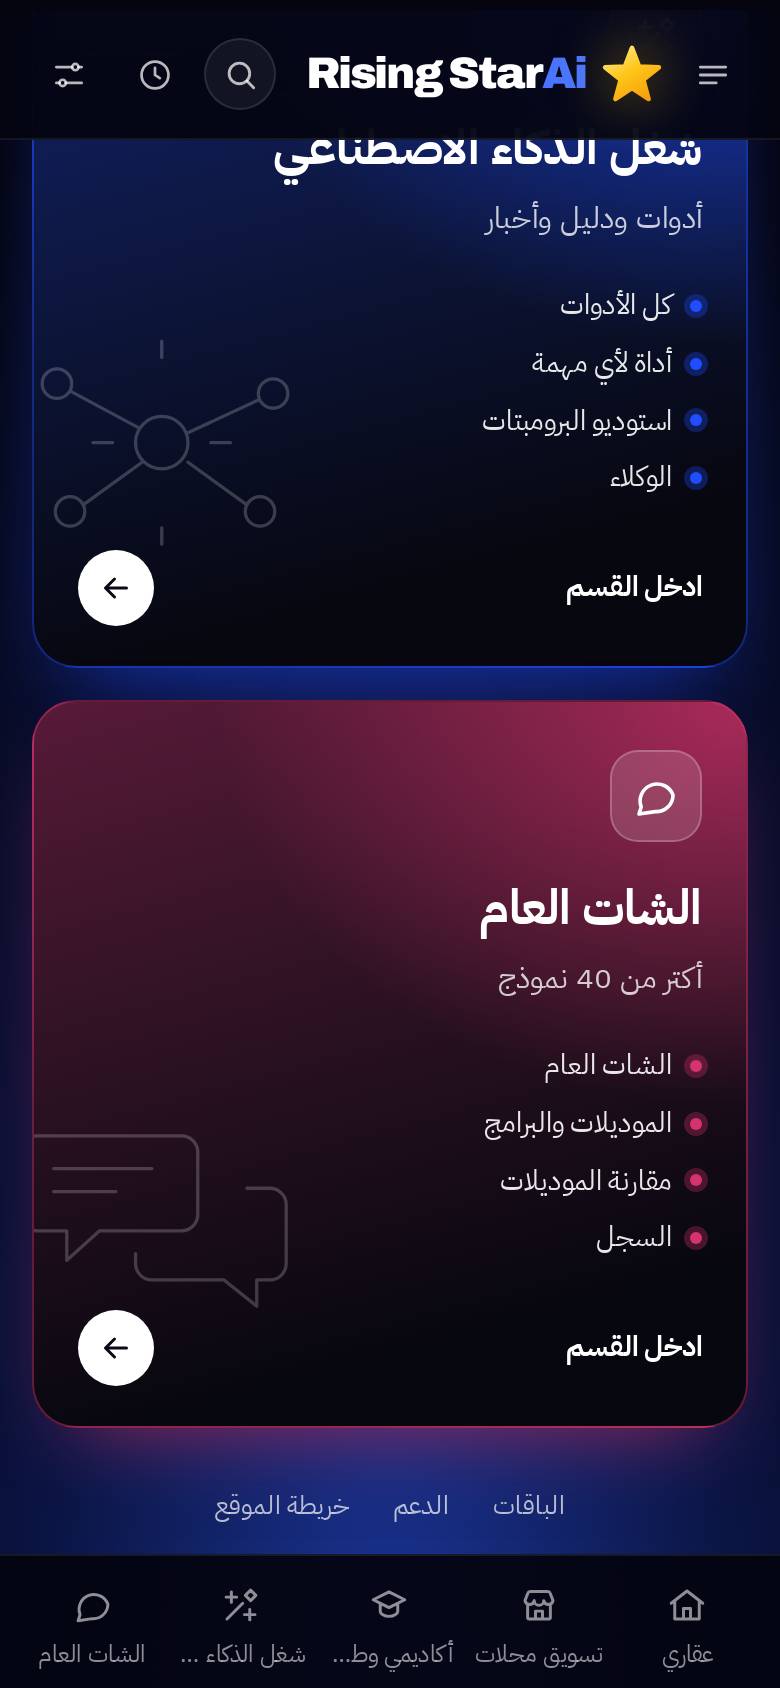 Rising StarAi
شغل الذكاء الاصطناعي
أدوات ودليل وأخبار
كل الأدوات
أداة لأي مهمة
استوديو البرومبتات
الوكلاء
ادخل القسم
الشات العام
أكتر من 40 نموذج
الشات العام
الموديلات والبرامج
مقارنة الموديلات
السجل
ادخل القسم
الباقات الدعم خريطة الموقع
عقاري تسويق محلات أكاديمي وط... شغل الذكاء ... الشات العام